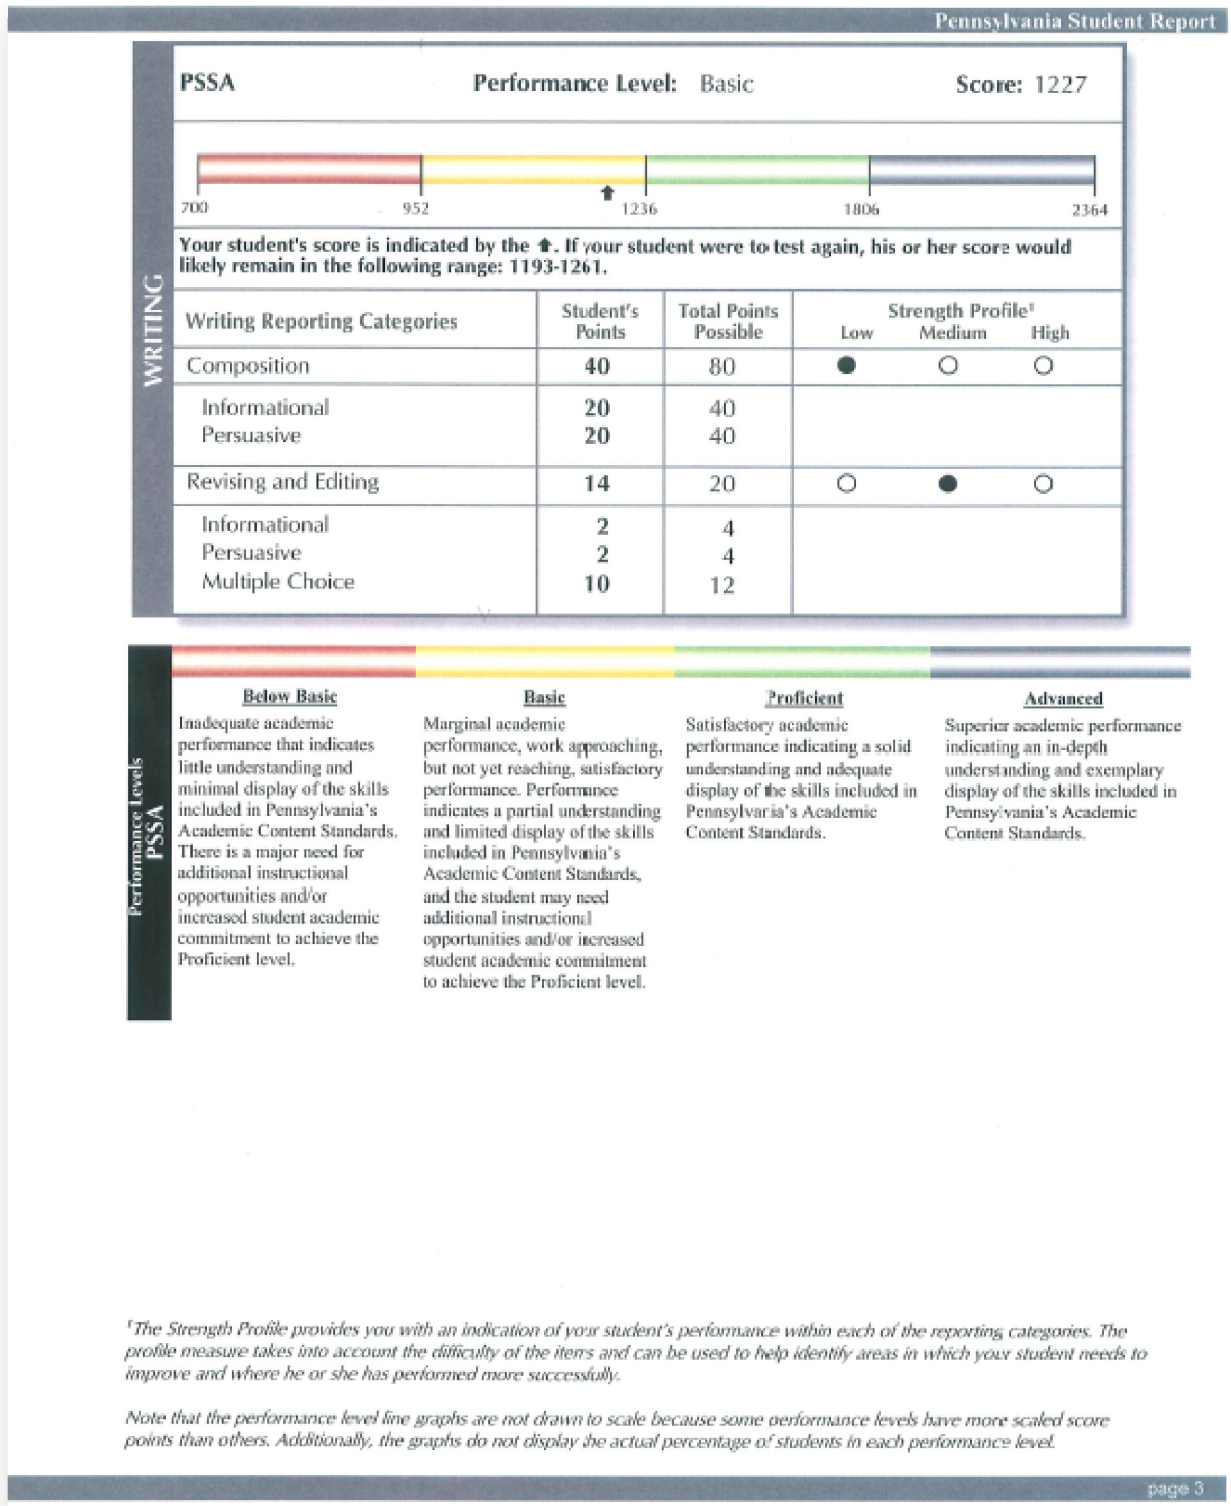 Pennsylvania Student Report
WRITING
PSSA Performance Level: Basic Score: 1227
700 952 1236 1806 2364
Your student's score is indicated by the ⬆. If your student were to test again, his or her score would
likely remain in the following range: 1193-1261.
Writing Reporting Categories Student's Points Total Points Possible Strength Profile¹
Low Medium High
Composition 40 80 ● ○ ○
Informational 20 40
Persuasive 20 40
Revising and Editing 14 20 ○ ● ○
Informational 2 4
Persuasive 2 4
Multiple Choice 10 12
Performance Levels
PSSA
Below Basic
Inadequate academic
performance that indicates
little understanding and
minimal display of the skills
included in Pennsylvania's
Academic Content Standards.
There is a major need for
additional instructional
opportunities and/or
increased student academic
commitment to achieve the
Proficient level.
Basic
Marginal academic
performance, work approaching,
but not yet reaching, satisfactory
performance. Performance
indicates a partial understanding
and limited display of the skills
included in Pennsylvania's
Academic Content Standards,
and the student may need
additional instructional
opportunities and/or increased
student academic commitment
to achieve the Proficient level.
Proficient
Satisfactory academic
performance indicating a solid
understanding and adequate
display of the skills included in
Pennsylvania's Academic
Content Standards.
Advanced
Superior academic performance
indicating an in-depth
understanding and exemplary
display of the skills included in
Pennsylvania's Academic
Content Standards.
¹The Strength Profile provides you with an indication of your student's performance within each of the reporting categories. The
profile measure takes into account the difficulty of the items and can be used to help identify areas in which your student needs to
improve and where he or she has performed more successfully.
Note that the performance level line graphs are not drawn to scale because some performance levels have more scaled score
points than others. Additionally, the graphs do not display the actual percentage of students in each performance level.
page 3